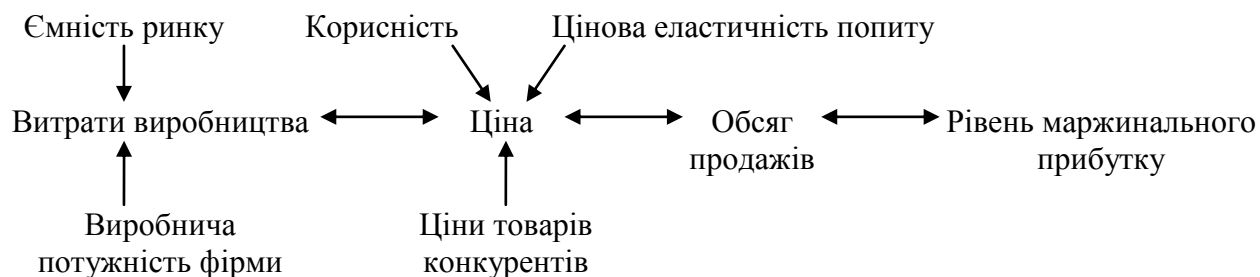 Ємність ринку
Корисність
Цінова еластичність попиту
Витрати виробництва
Ціна
Обсяг
продажів
Рівень маржинального
прибутку
Виробнича
потужність фірми
Ціни товарів
конкурентів